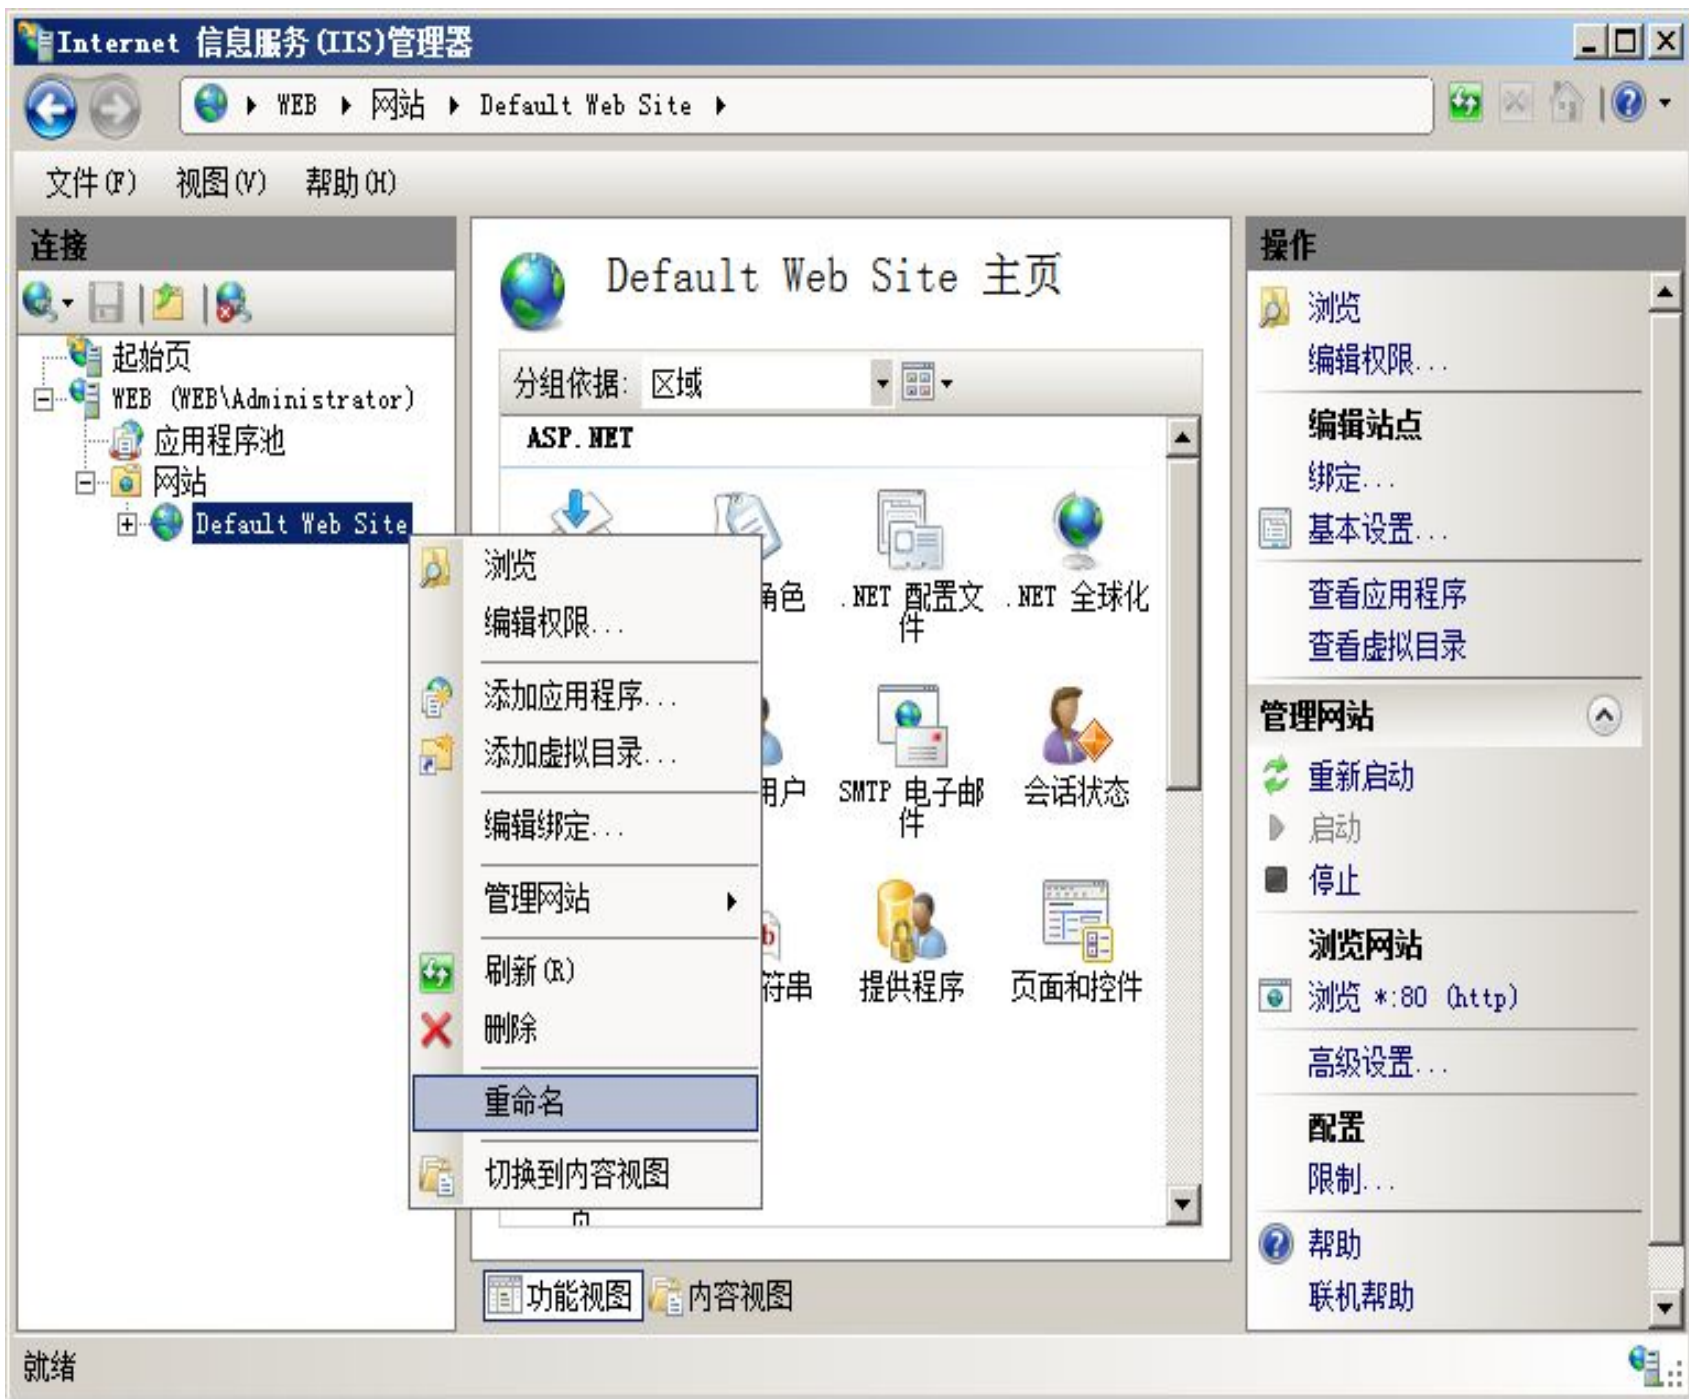 Internet 信息服务(IIS)管理器
WEB 网站 Default Web Site
文件(F) 视图(V) 帮助(H)
连接
起始页
WEB (WEB\Administrator)
应用程序池
网站
Default Web Site
浏览
编辑权限...
添加应用程序...
添加虚拟目录...
编辑绑定...
管理网站
刷新(R)
删除
重命名
切换到内容视图
Default Web Site 主页
分组依据: 区域
ASP.NET
角色
.NET 配置文件
.NET 全球化
用户
SMTP 电子邮件
会话状态
符串
提供程序
页面和控件
功能视图 内容视图
操作
浏览
编辑权限...
编辑站点
绑定...
基本设置...
查看应用程序
查看虚拟目录
管理网站
重新启动
启动
停止
浏览网站
浏览 *:80 (http)
高级设置...
配置
限制...
帮助
联机帮助
就绪